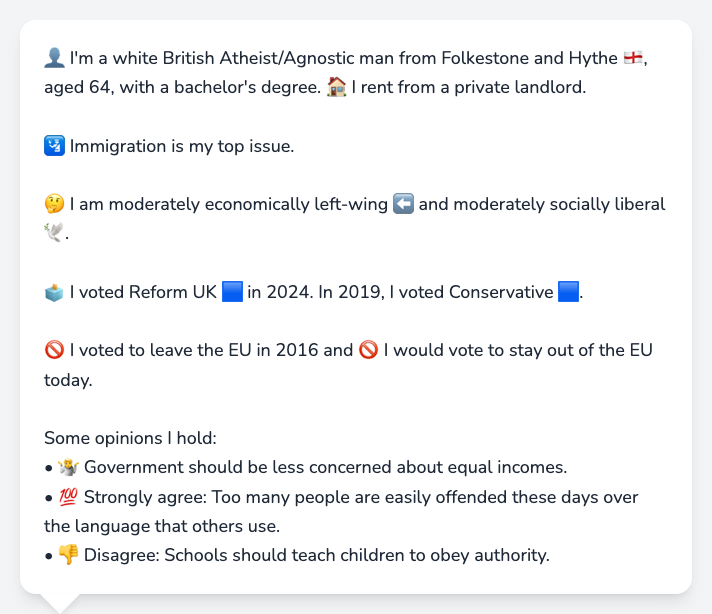 👤 I'm a white British Atheist/Agnostic man from Folkestone and Hythe 🏴󠁧󠁢󠁥󠁮󠁧󠁿,
aged 64, with a bachelor's degree. 🏠 I rent from a private landlord.
🛂 Immigration is my top issue.
🤔 I am moderately economically left-wing ⬅️ and moderately socially liberal
🕊️.
🗳️ I voted Reform UK 🟦 in 2024. In 2019, I voted Conservative 🟦.
🚫 I voted to leave the EU in 2016 and 🚫 I would vote to stay out of the EU
today.
Some opinions I hold:
• 🤷 Government should be less concerned about equal incomes.
• 💯 Strongly agree: Too many people are easily offended these days over
the language that others use.
• 👎 Disagree: Schools should teach children to obey authority.